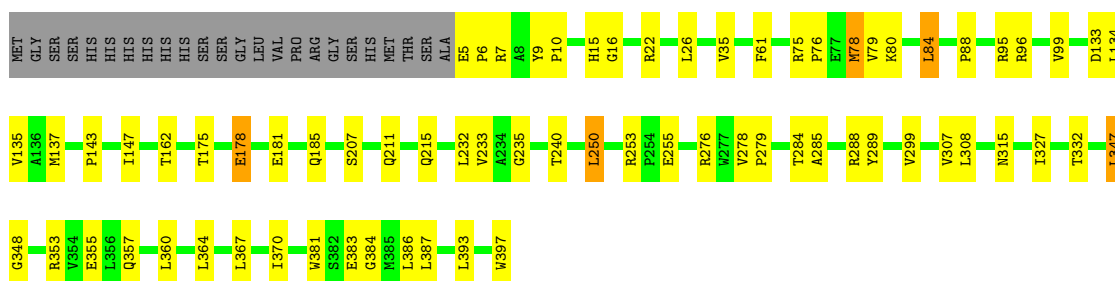 MET GLY SER SER HIS HIS HIS HIS HIS HIS SER SER GLY LEU VAL PRO ARG GLY SER HIS MET THR SER ALA E5 P6 R7 A8 Y9 P10 H15 G16 R22 L26 V35 F61 R75 P76 E77 M78 V79 K80 L84 P88 R95 R96 V99 D133 L134
V135 A136 M137 P143 I147 T162 T175 E178 E181 Q185 S207 Q211 Q215 L232 V233 A234 G235 T240 L250 R253 P254 E255 R276 W277 V278 P279 T284 A285 R288 Y289 V299 V307 L308 N315 I327 T332 L347
G348 R353 V354 E355 L356 Q357 L360 L364 L367 I370 W381 S382 E383 G384 M385 L386 L387 L393 W397